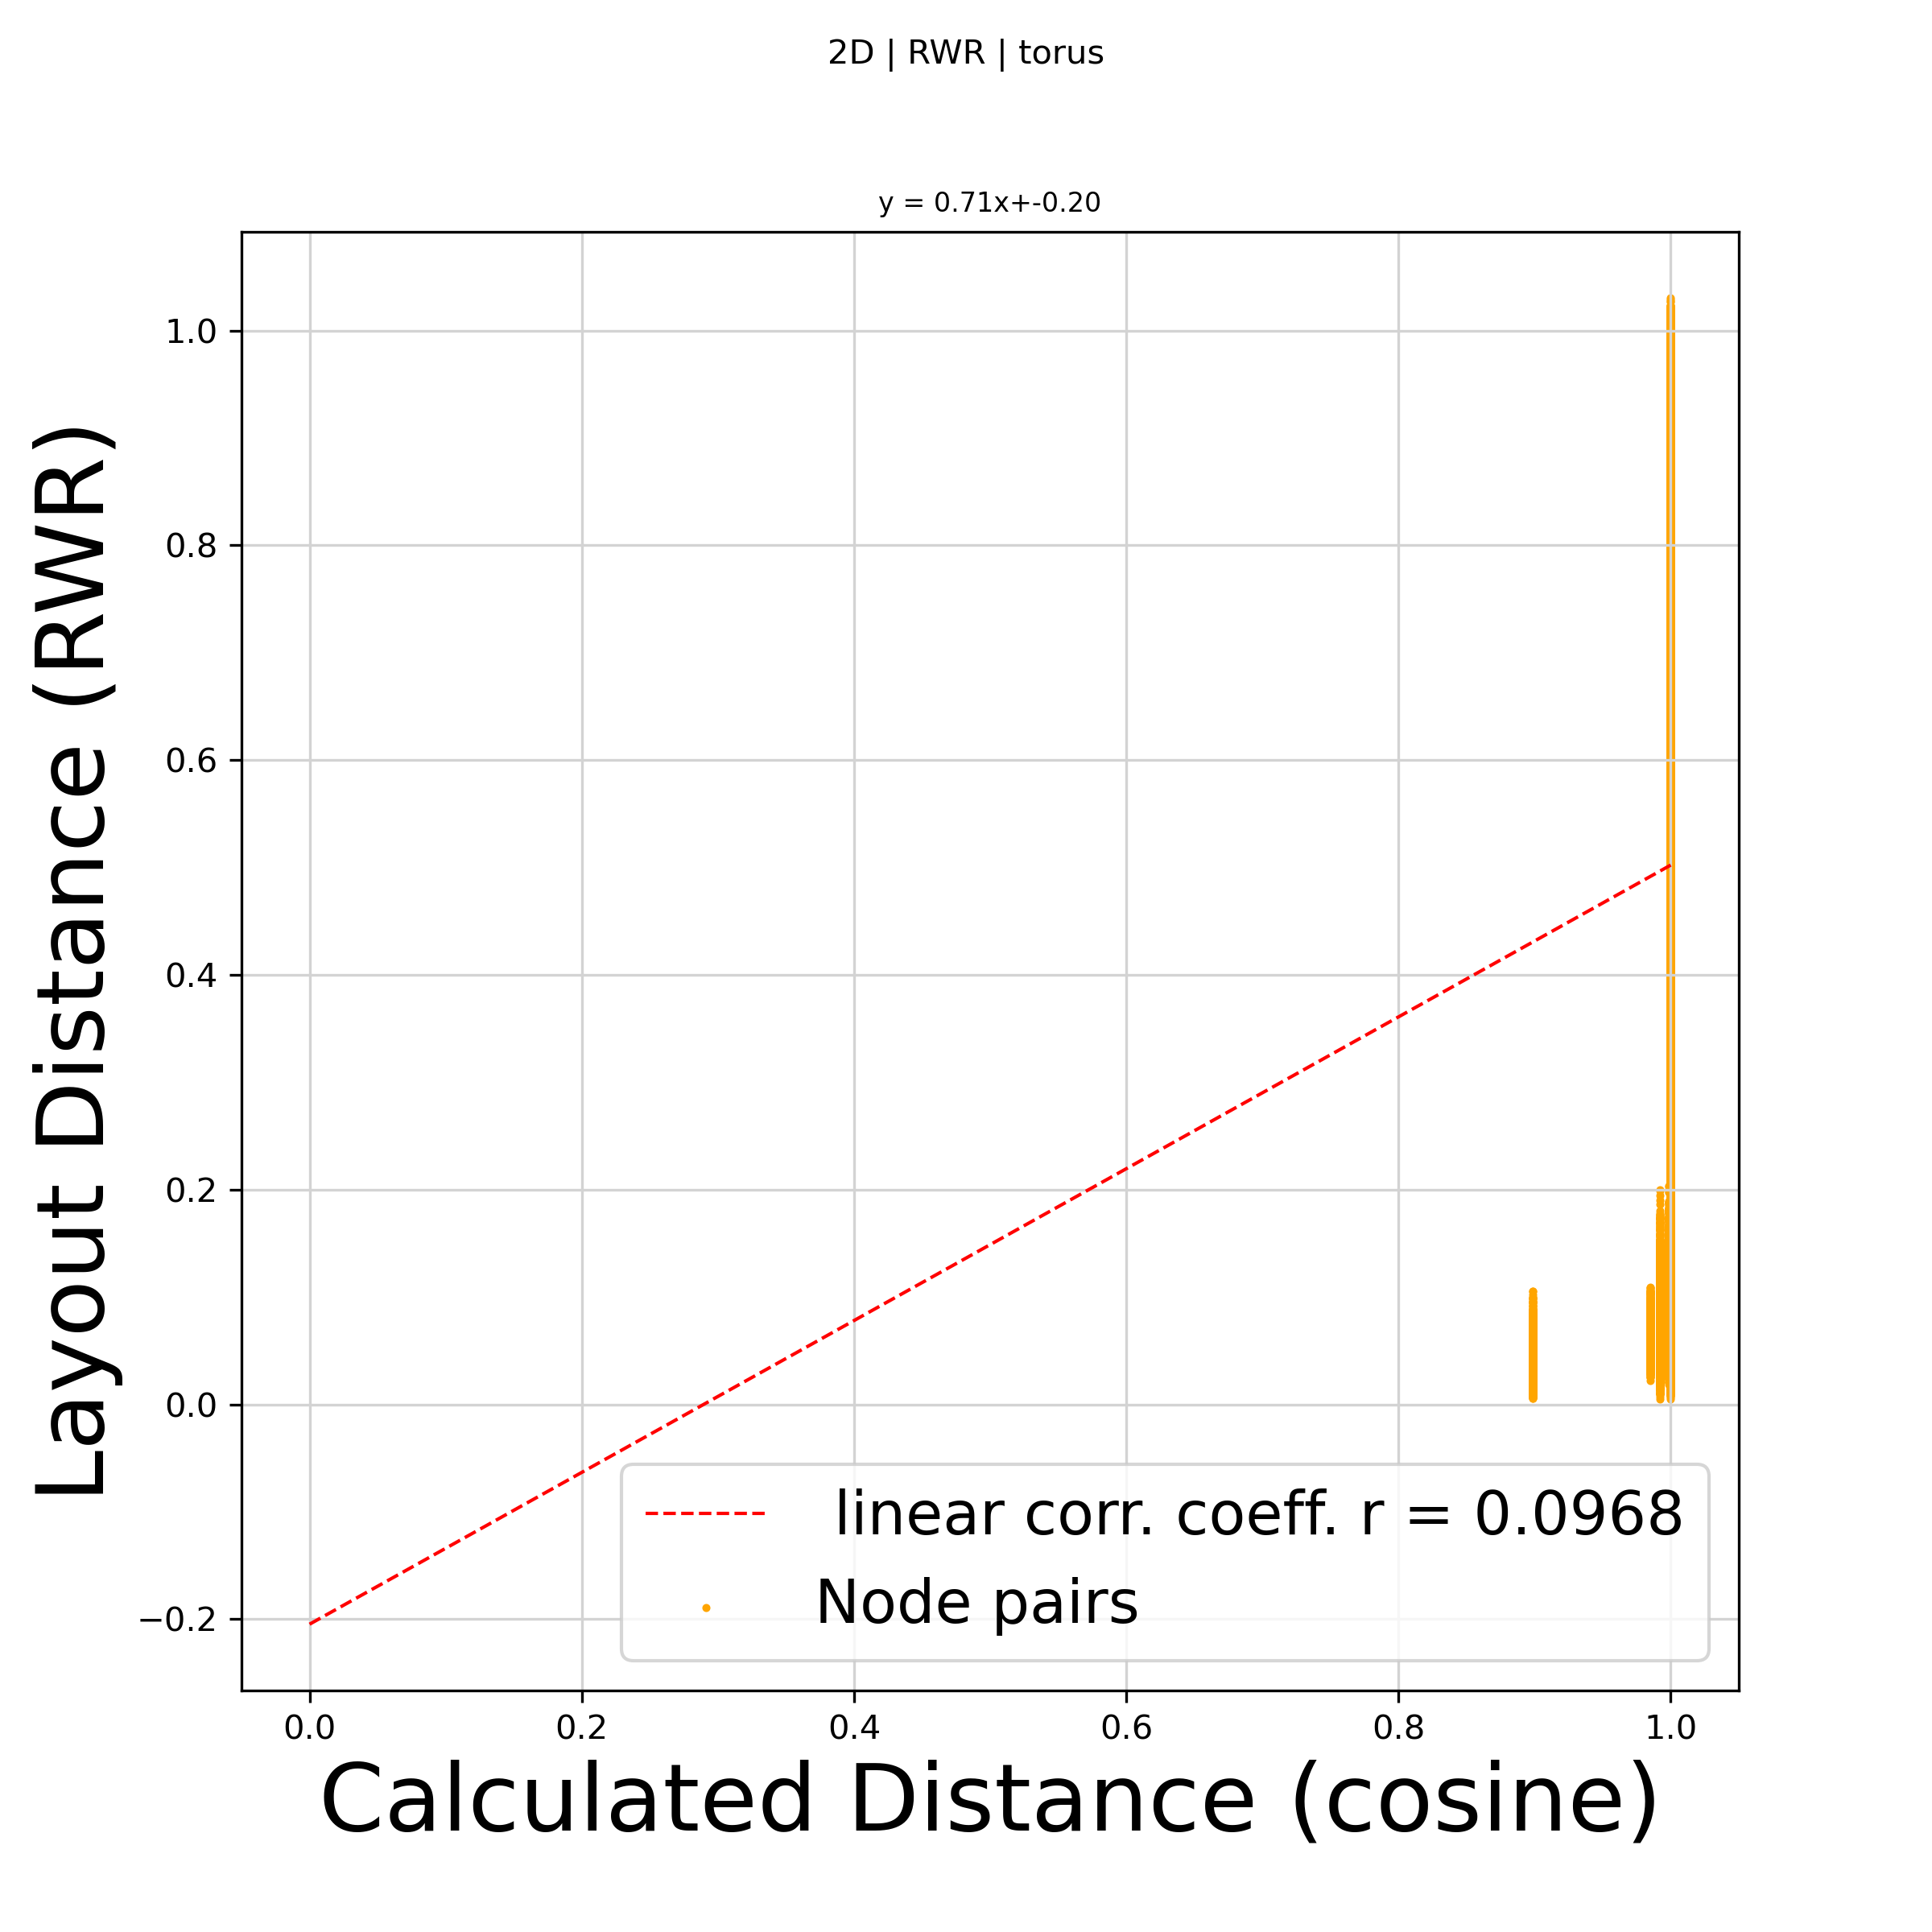 2D | RWR | torus
y = 0.71x+-0.20
Layout Distance (RWR)
1.0
0.8
0.6
0.4
0.2
0.0
−0.2
linear corr. coeff. r = 0.0968
Node pairs
0.0 0.2 0.4 0.6 0.8 1.0
Calculated Distance (cosine)